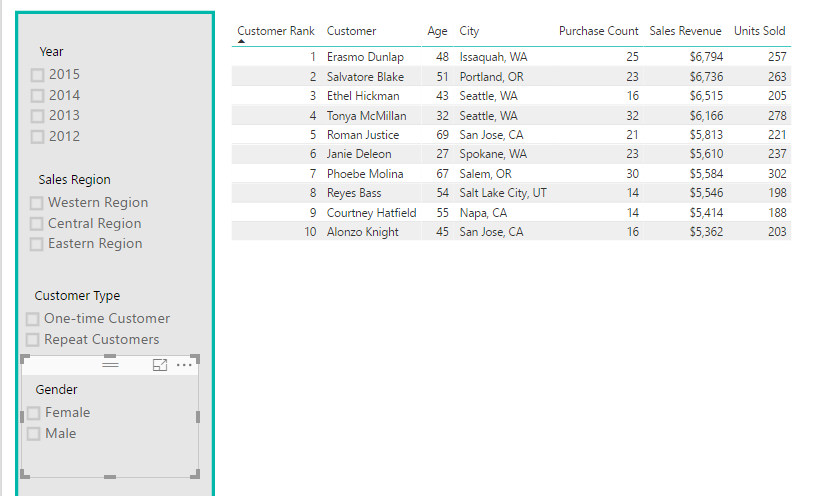 Year
2015
2014
2013
2012
Sales Region
Western Region
Central Region
Eastern Region
Customer Type
One-time Customer
Repeat Customers
Gender
Female
Male
Customer Rank Customer Age City Purchase Count Sales Revenue Units Sold
1 Erasmo Dunlap 48 Issaquah, WA 25 $6,794 257
2 Salvatore Blake 51 Portland, OR 23 $6,736 263
3 Ethel Hickman 43 Seattle, WA 16 $6,515 205
4 Tonya McMillan 32 Seattle, WA 32 $6,166 278
5 Roman Justice 69 San Jose, CA 21 $5,813 221
6 Janie Deleon 27 Spokane, WA 23 $5,610 237
7 Phoebe Molina 67 Salem, OR 30 $5,584 302
8 Reyes Bass 54 Salt Lake City, UT 14 $5,546 198
9 Courtney Hatfield 55 Napa, CA 14 $5,414 188
10 Alonzo Knight 45 San Jose, CA 16 $5,362 203